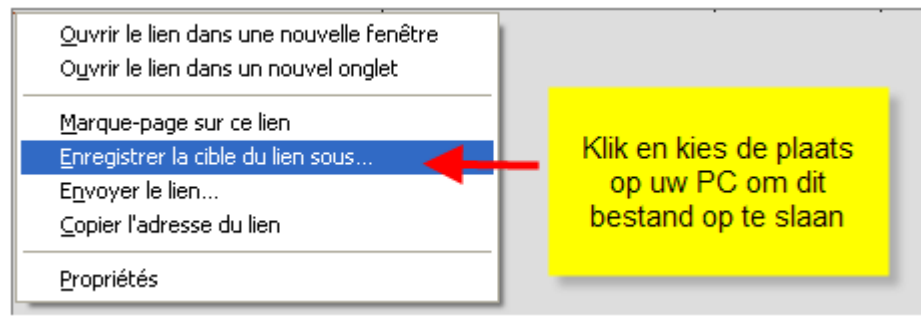 Ouvrir le lien dans une nouvelle fenêtre
Ouvrir le lien dans un nouvel onglet
Marque-page sur ce lien
Enregistrer la cible du lien sous...
Envoyer le lien...
Copier l'adresse du lien
Propriétés
Klik en kies de plaats
op uw PC om dit
bestand op te slaan